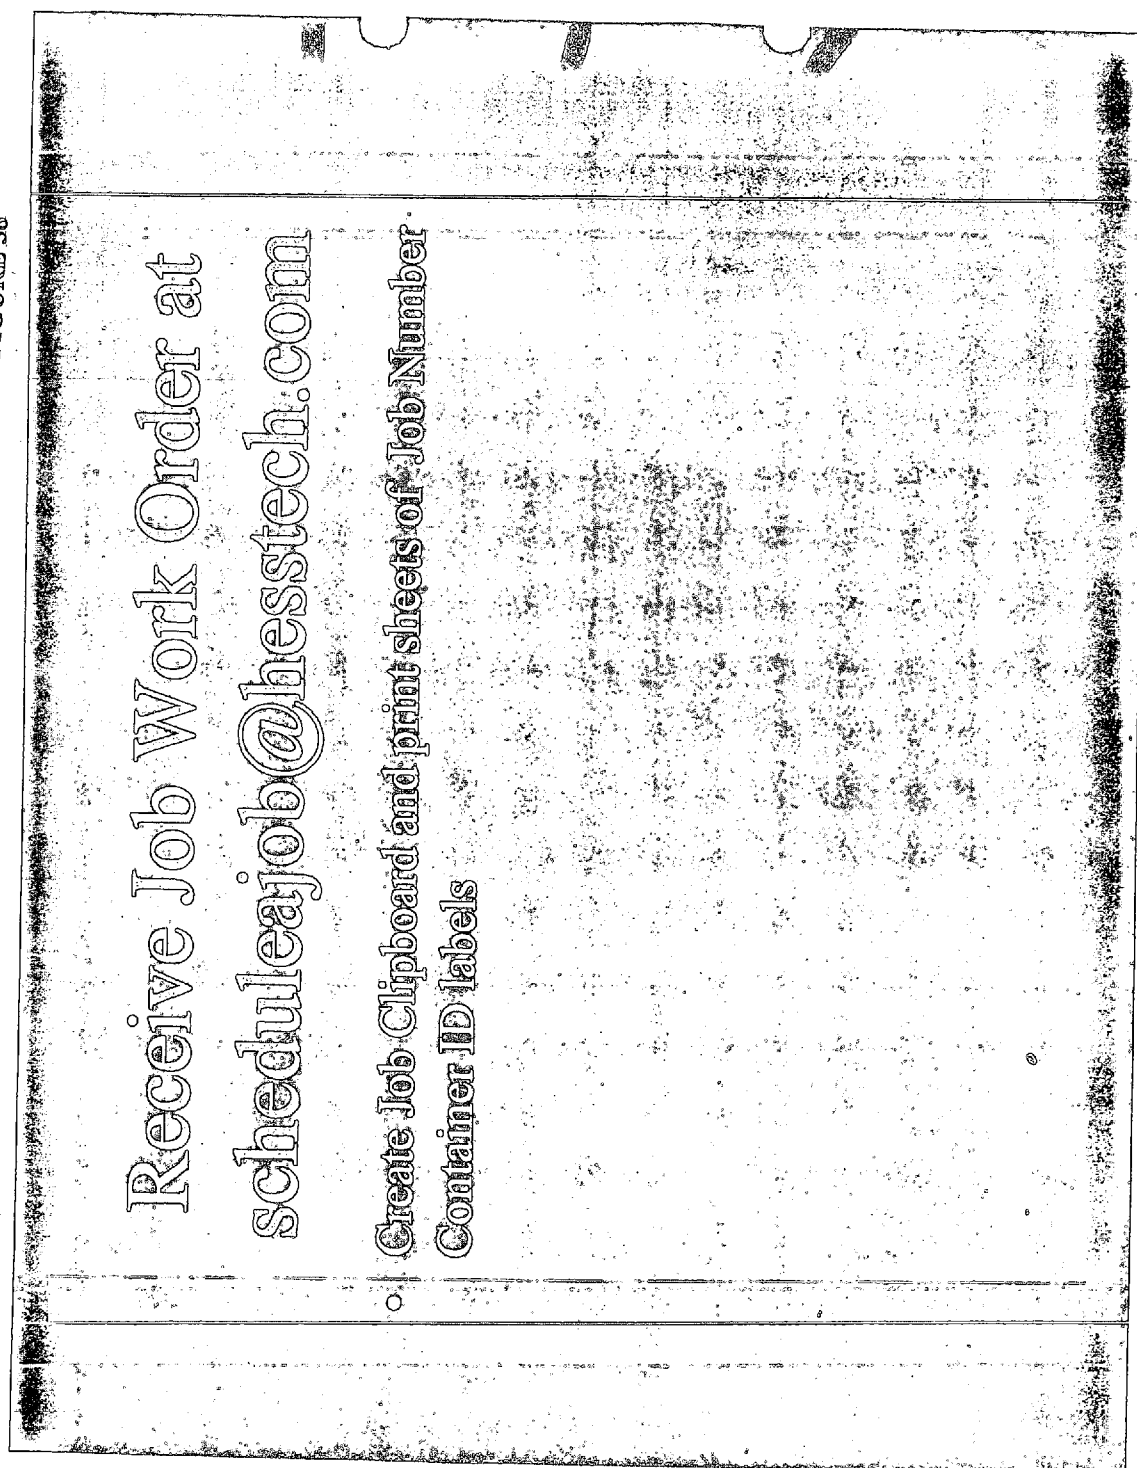 Receive Job Work Order at
scheduleajob@hesstech.com
Create Job Clipboard and print sheets of Job Number
Container ID labels